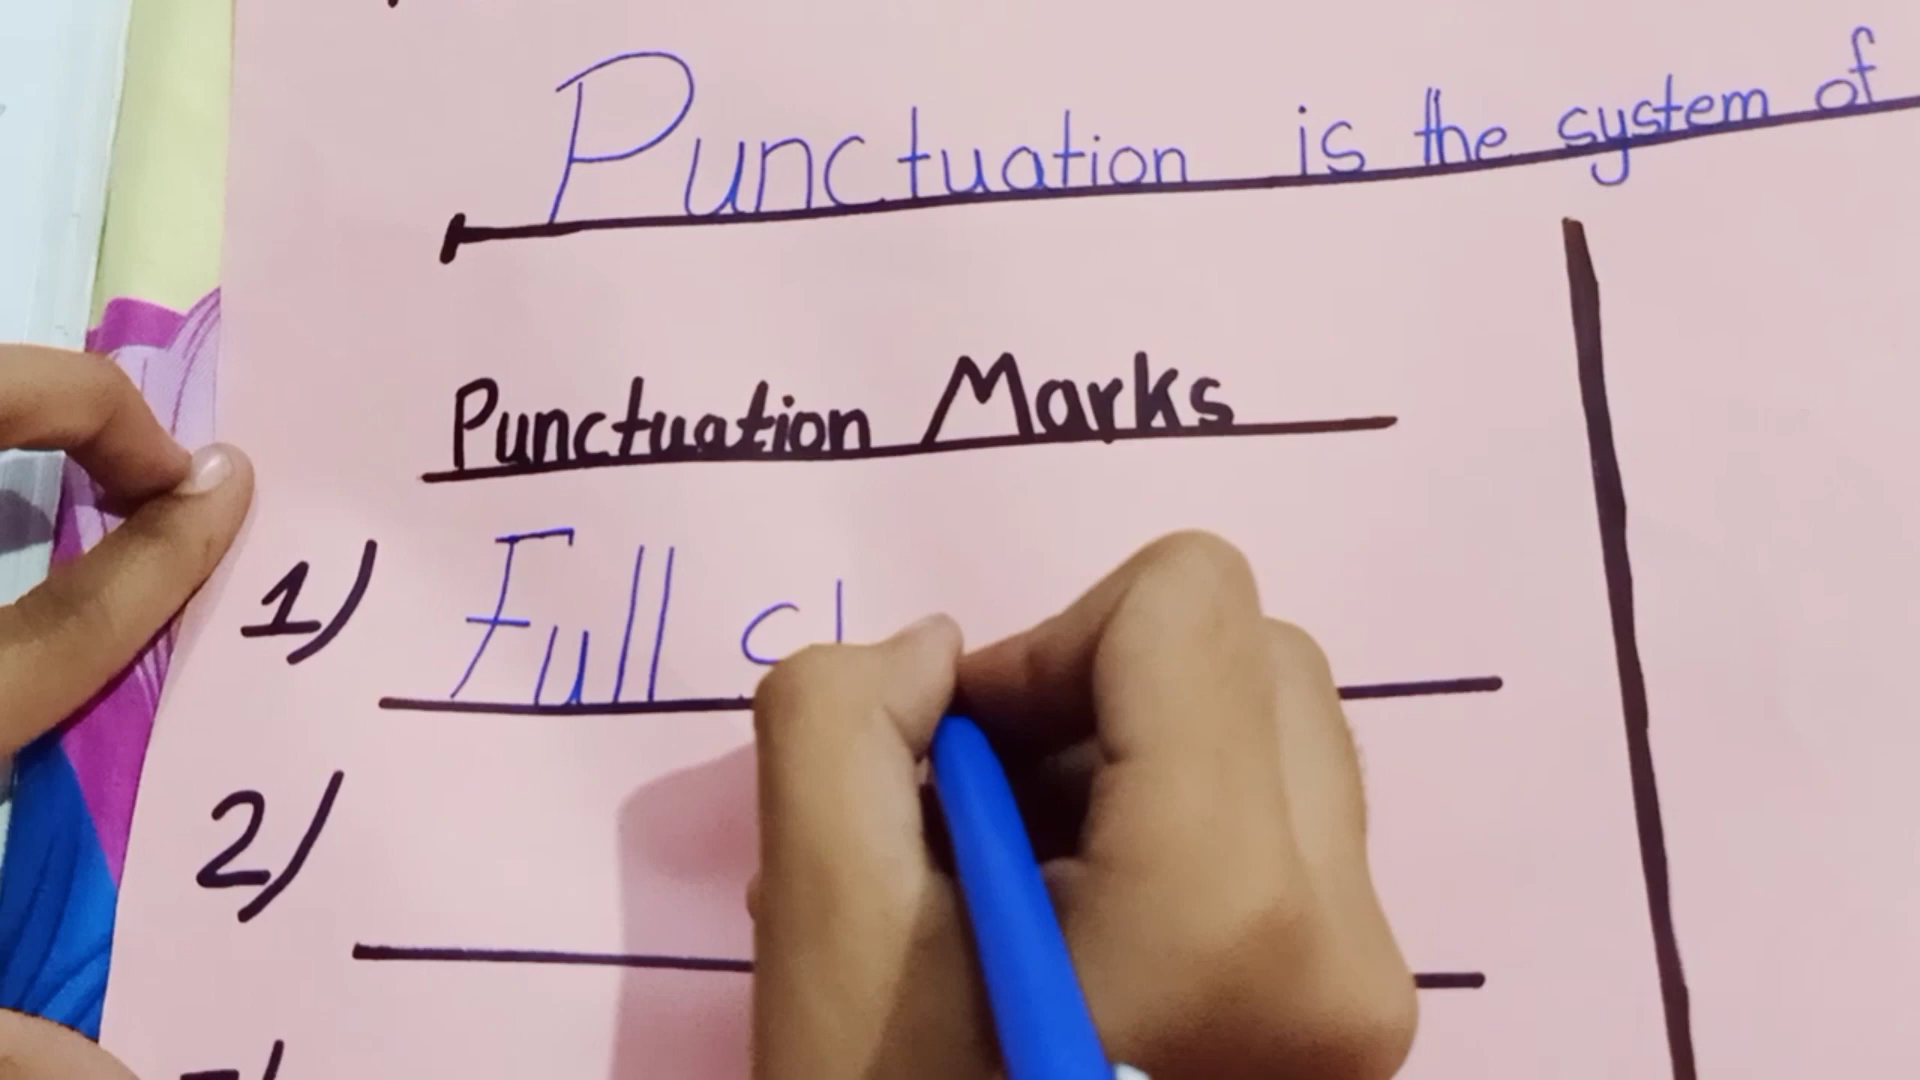 Punctuation is the system of
Punctuation Marks
1) Full
2)